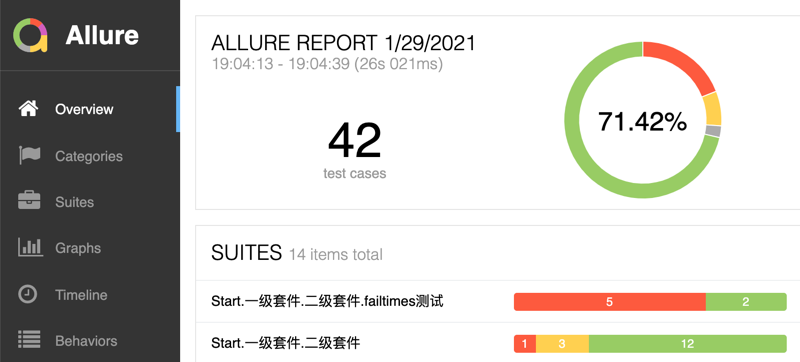 Allure
Overview
Categories
Suites
Graphs
Timeline
Behaviors
ALLURE REPORT 1/29/2021
19:04:13 - 19:04:39 (26s 021ms)
42
test cases
71.42%
SUITES 14 items total
Start.一级套件.二级套件.failtimes测试 5 2
Start.一级套件.二级套件 1 3 12